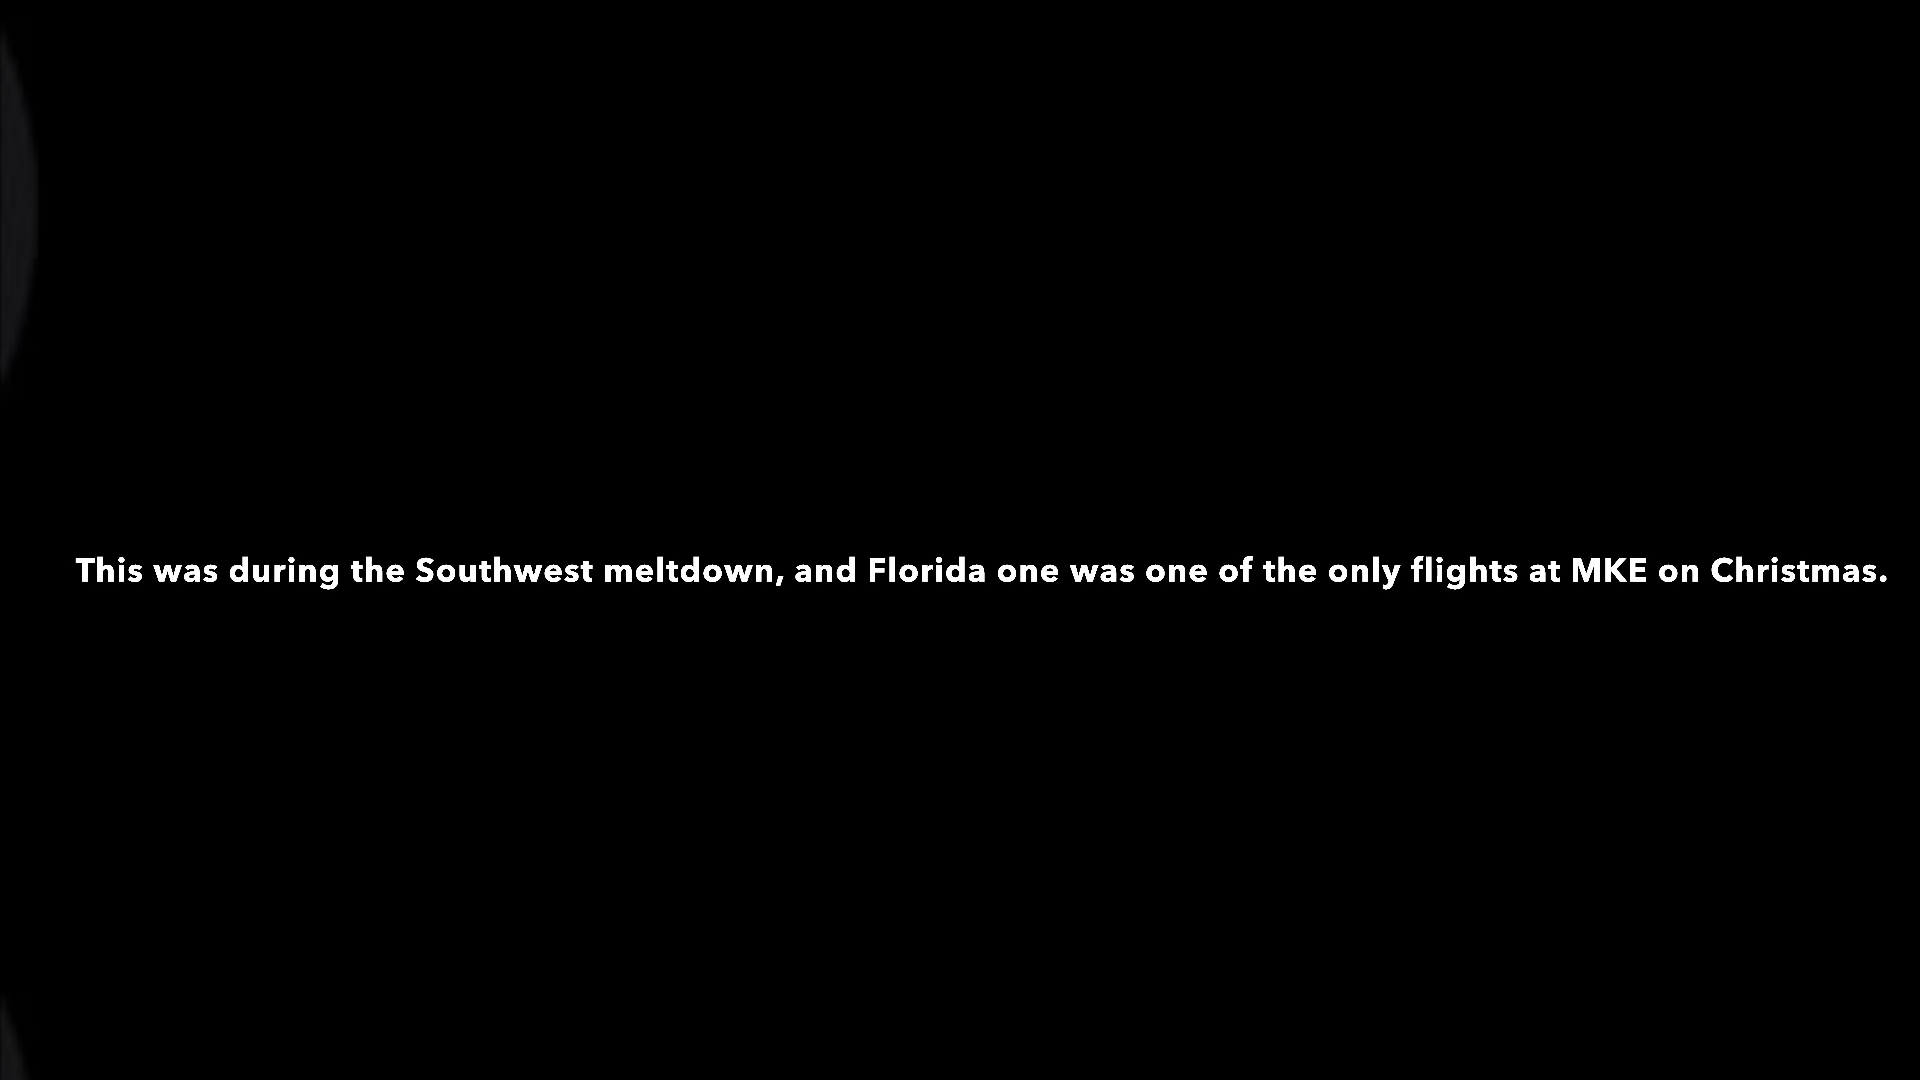 This was during the Southwest meltdown, and Florida one was one of the only flights at MKE on Christmas.